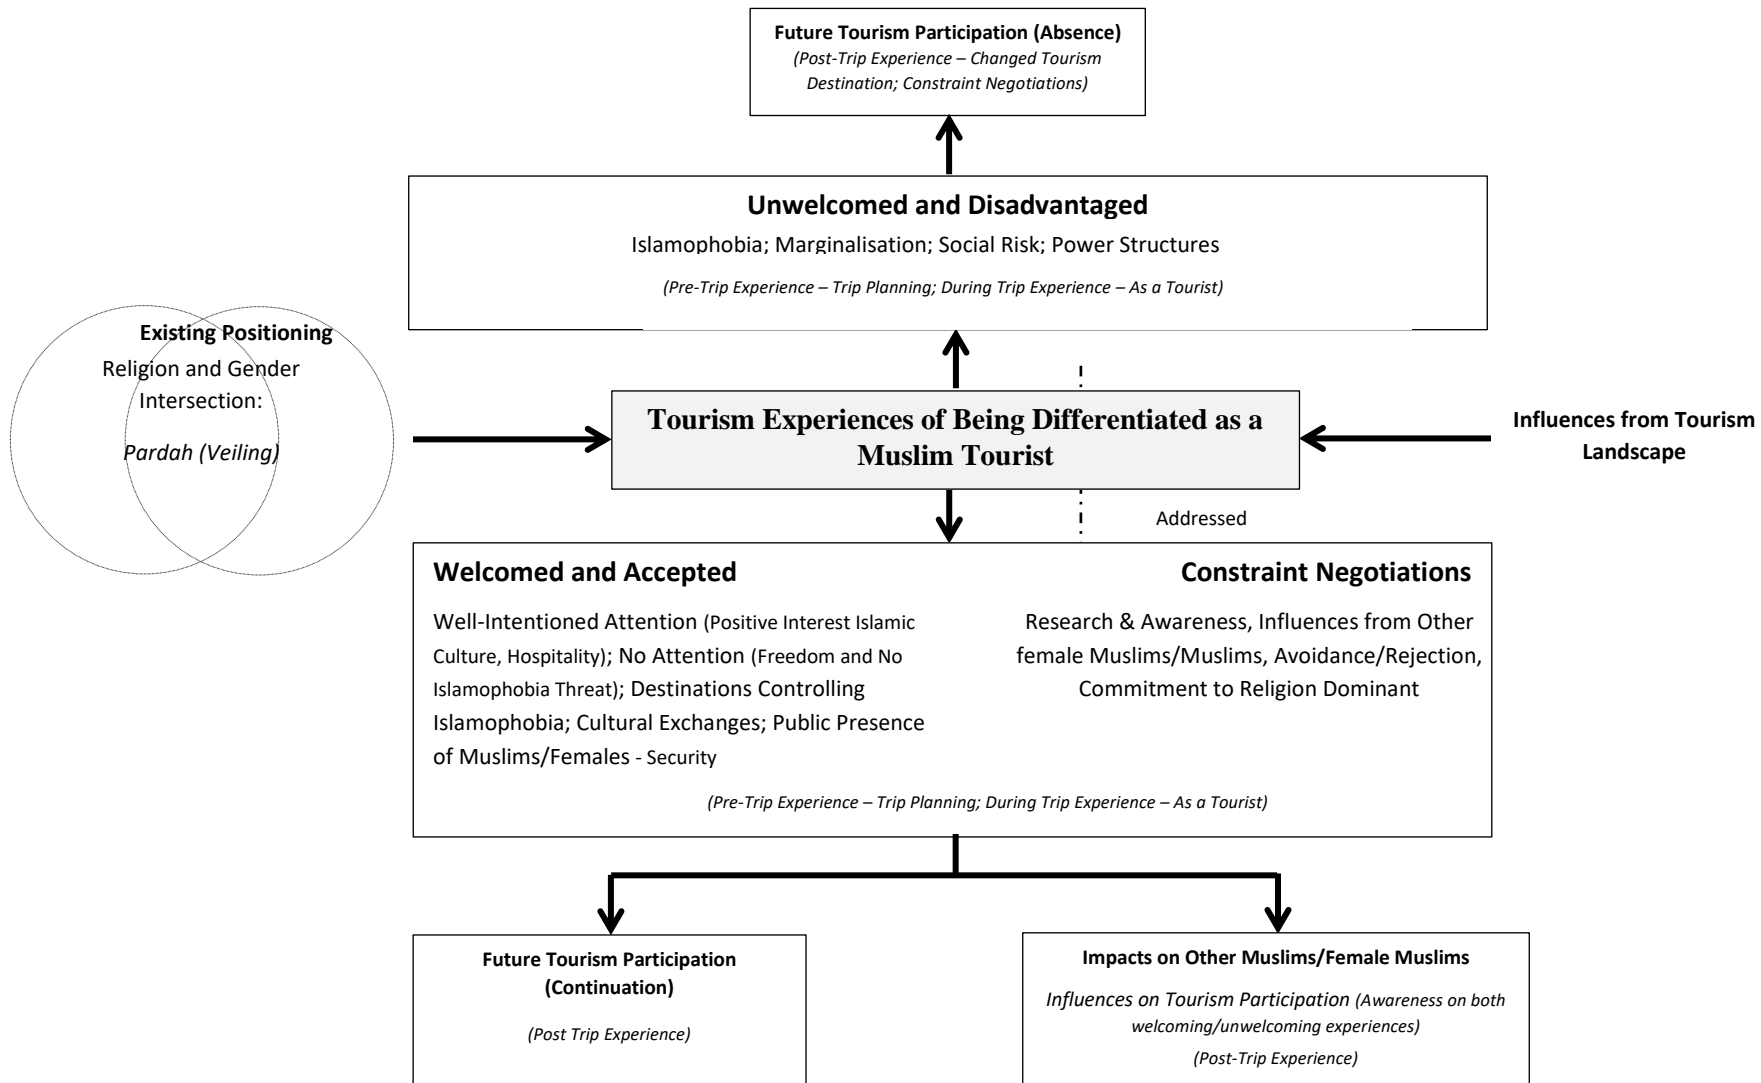 Future Tourism Participation (Absence)
(Post-Trip Experience – Changed Tourism
Destination; Constraint Negotiations)
Unwelcomed and Disadvantaged
Islamophobia; Marginalisation; Social Risk; Power Structures
(Pre-Trip Experience – Trip Planning; During Trip Experience – As a Tourist)
Existing Positioning
Religion and Gender
Intersection:
Pardah (Veiling)
Tourism Experiences of Being Differentiated as a
Muslim Tourist
Influences from Tourism
Landscape
Addressed
Welcomed and Accepted
Well-Intentioned Attention (Positive Interest Islamic
Culture, Hospitality); No Attention (Freedom and No
Islamophobia Threat); Destinations Controlling
Islamophobia; Cultural Exchanges; Public Presence
of Muslims/Females - Security
Constraint Negotiations
Research & Awareness, Influences from Other
female Muslims/Muslims, Avoidance/Rejection,
Commitment to Religion Dominant
(Pre-Trip Experience – Trip Planning; During Trip Experience – As a Tourist)
Future Tourism Participation
(Continuation)
(Post Trip Experience)
Impacts on Other Muslims/Female Muslims
Influences on Tourism Participation (Awareness on both
welcoming/unwelcoming experiences)
(Post-Trip Experience)